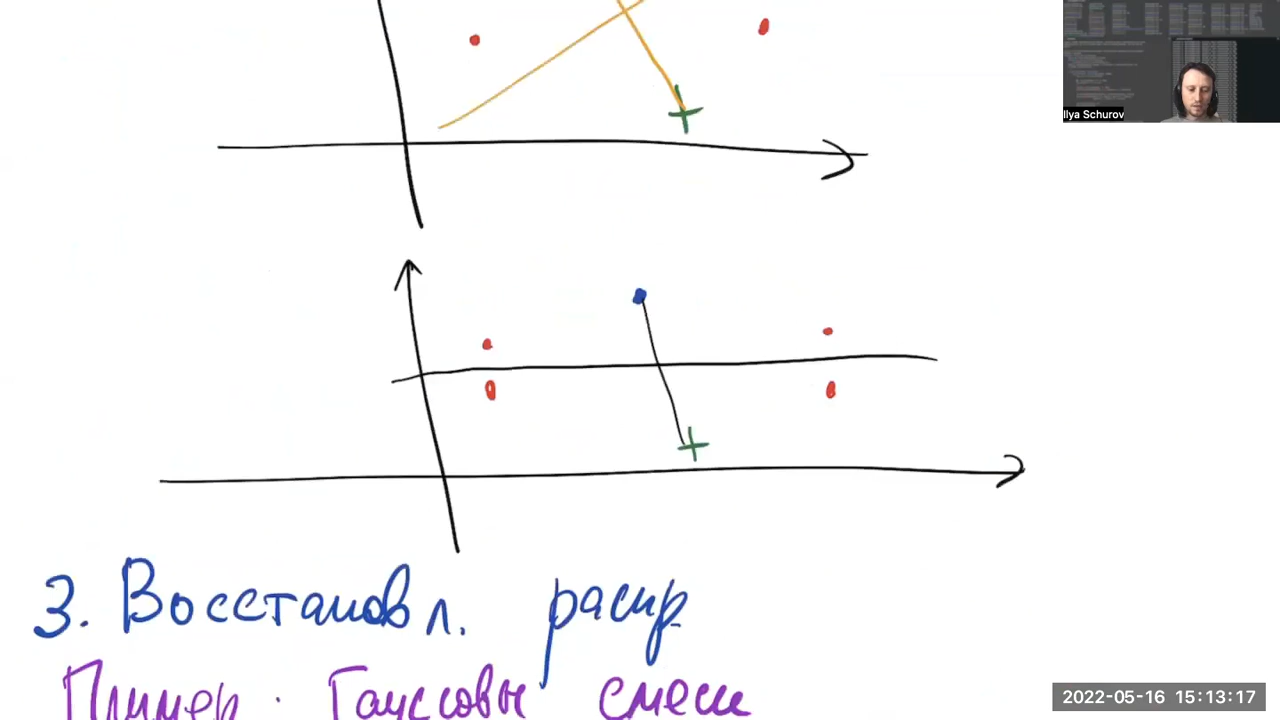 Ilya Schurov
3. Восстановл. распр.
Пример. Гауссовы смеси
2022-05-16 15:13:17